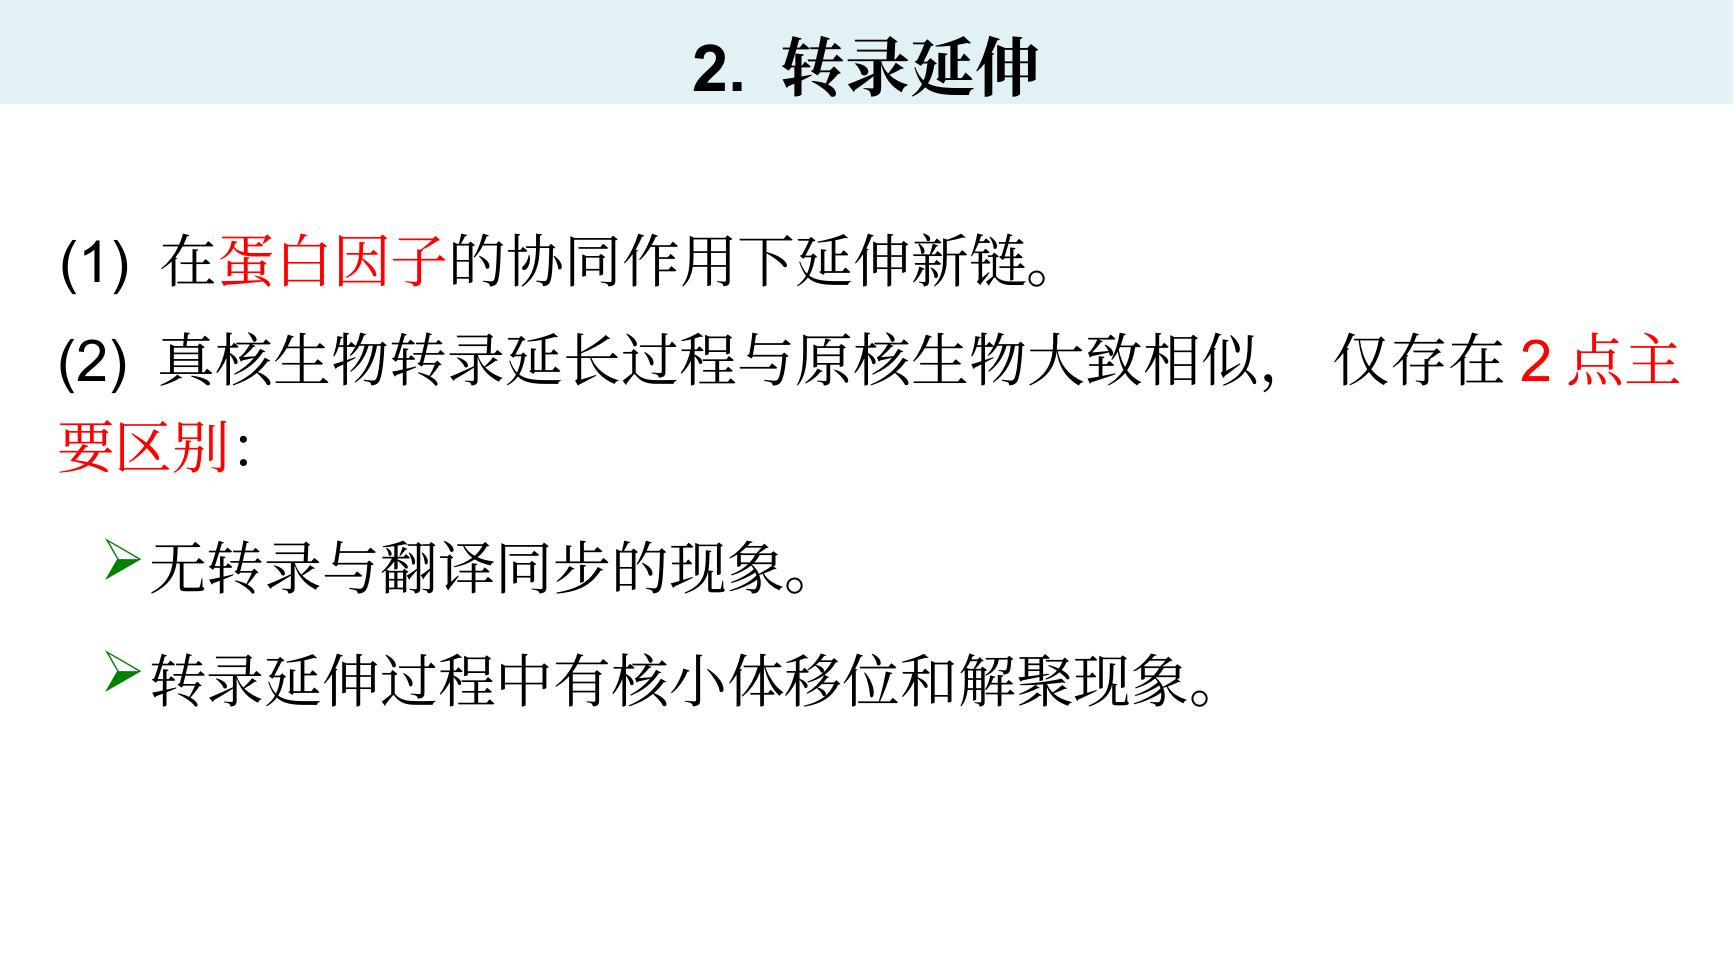 2. 转录延伸
(1) 在蛋白因子的协同作用下延伸新链。
(2) 真核生物转录延长过程与原核生物大致相似， 仅存在 2 点主
要区别：
无转录与翻译同步的现象。
转录延伸过程中有核小体移位和解聚现象。